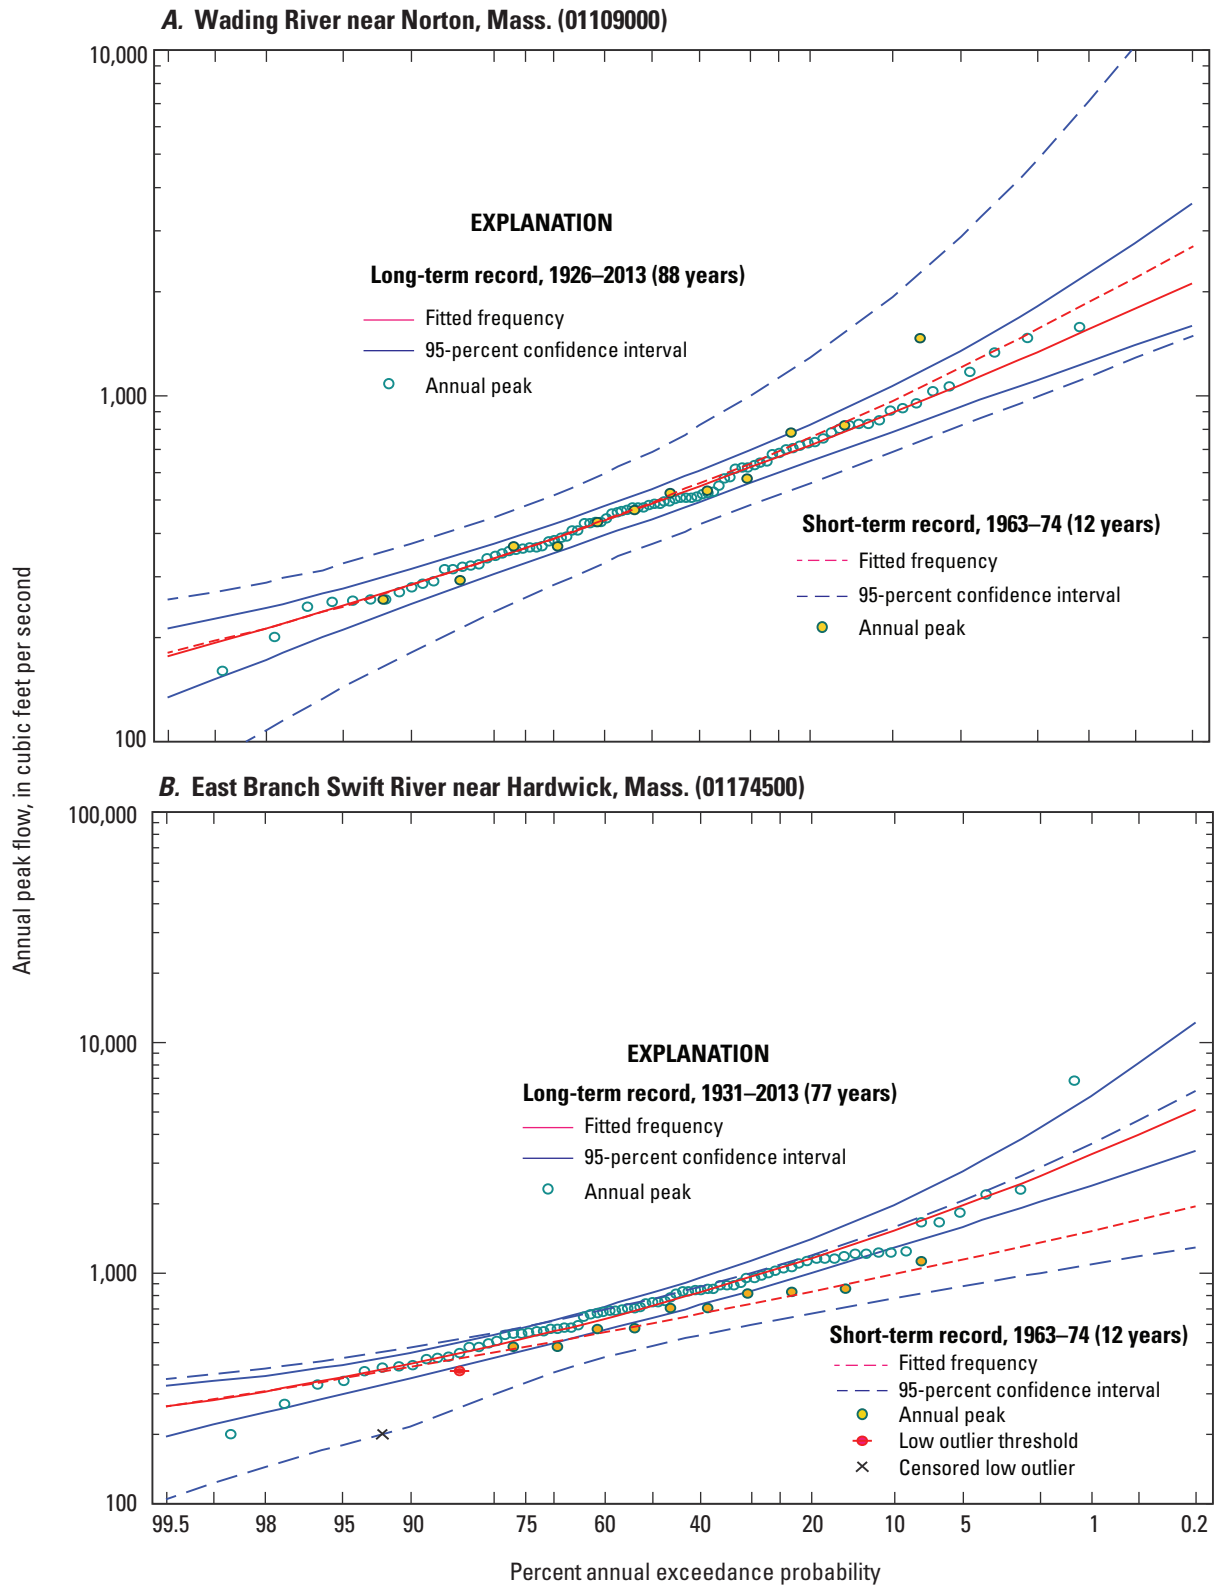 A. Wading River near Norton, Mass. (01109000)
10,000
EXPLANATION
Long-term record, 1926–2013 (88 years)
Fitted frequency
95-percent confidence interval
Annual peak
1,000
Short-term record, 1963–74 (12 years)
Fitted frequency
95-percent confidence interval
Annual peak
100
Annual peak flow, in cubic feet per second
B. East Branch Swift River near Hardwick, Mass. (01174500)
100,000
10,000
EXPLANATION
Long-term record, 1931–2013 (77 years)
Fitted frequency
95-percent confidence interval
Annual peak
1,000
Short-term record, 1963–74 (12 years)
Fitted frequency
95-percent confidence interval
Annual peak
Low outlier threshold
Censored low outlier
100
99.5 98 95 90 75 60 40 20 10 5 1 0.2
Percent annual exceedance probability